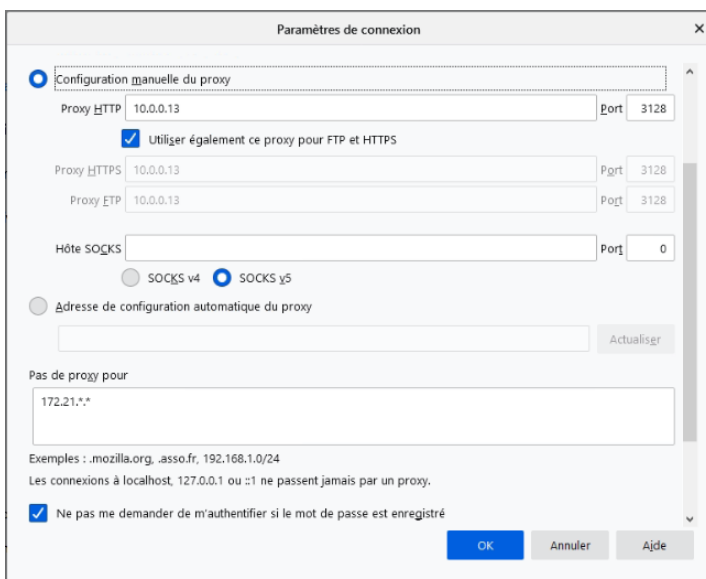 Paramètres de connexion
Configuration manuelle du proxy
Proxy HTTP 10.0.0.13 Port 3128
Utiliser également ce proxy pour FTP et HTTPS
Proxy HTTPS 10.0.0.13 Port 3128
Proxy FTP 10.0.0.13 Port 3128
Hôte SOCKS Port 0
SOCKS v4 SOCKS v5
Adresse de configuration automatique du proxy
Actualiser
Pas de proxy pour
172.21.*.*
Exemples : .mozilla.org, .asso.fr, 192.168.1.0/24
Les connexions à localhost, 127.0.0.1 ou ::1 ne passent jamais par un proxy.
Ne pas me demander de m'authentifier si le mot de passe est enregistré
OK Annuler Aide